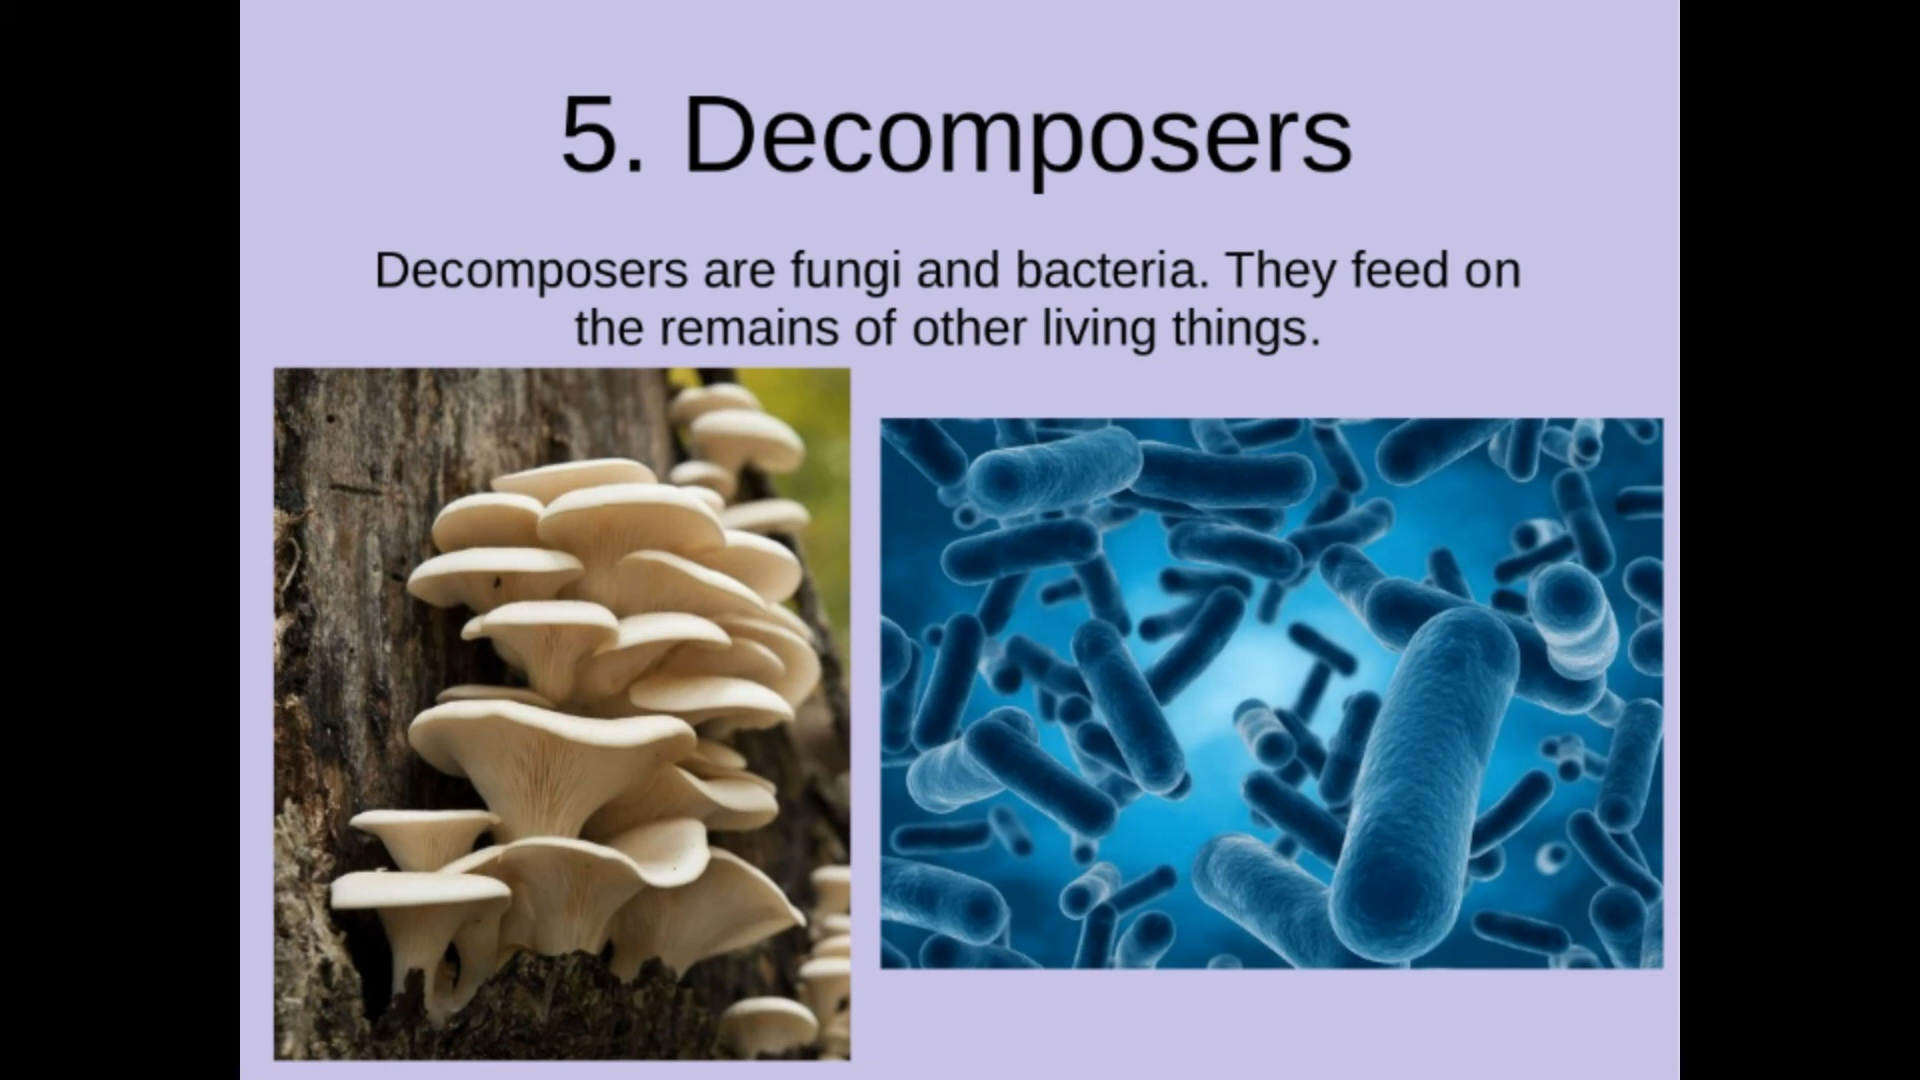 5. Decomposers
Decomposers are fungi and bacteria. They feed on
the remains of other living things.